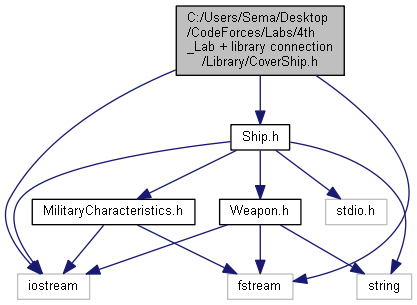 C:/Users/Sema/Desktop
/CodeForces/Labs/4th
_Lab + library connection
/Library/CoverShip.h
Ship.h
MilitaryCharacteristics.h
Weapon.h
stdio.h
iostream
fstream
string